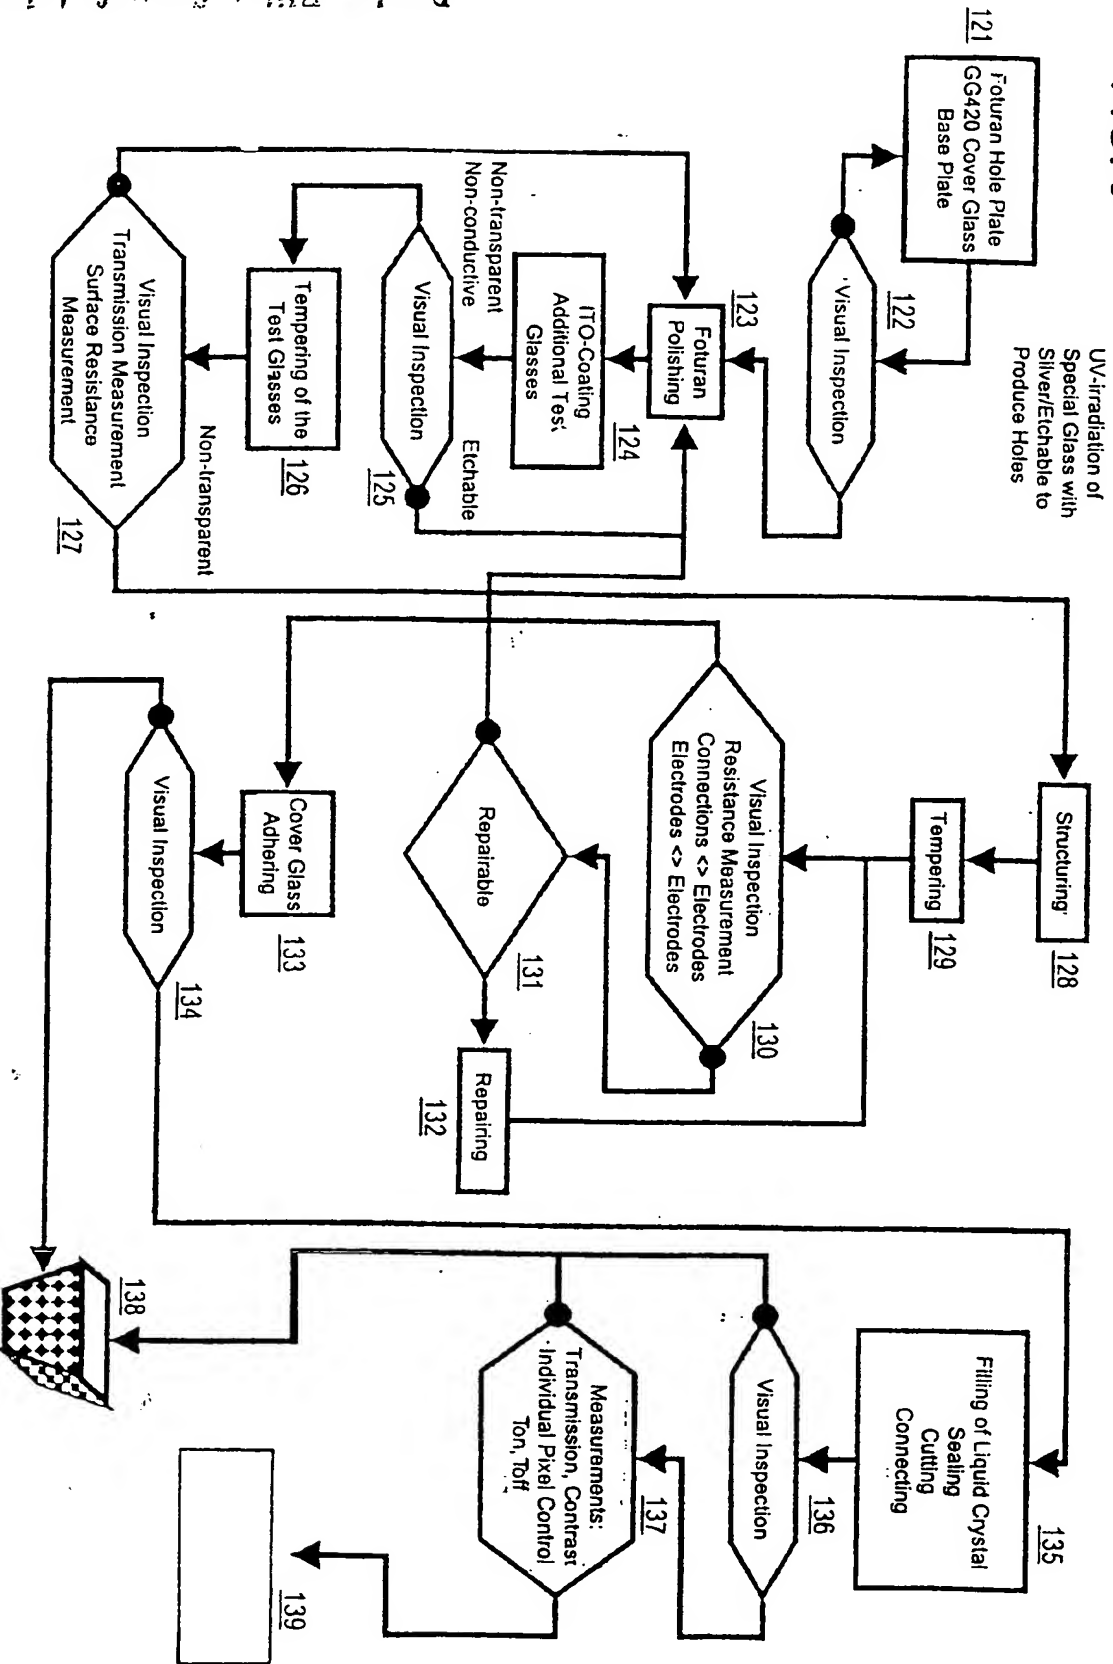 121
Foturan Hole Plate
GG420 Cover Glass
Base Plate
UV-irradiation of
Special Glass with
Silver/Etchable to
Produce Holes
122
Visual Inspection
123
Foturan
Polishing
124
ITO-Coating
Additional Test
Glasses
Non-transparent
Non-conductive
Visual Inspection
125
Etchable
Tempering of the
Test Glasses
126
Non-transparent
Visual Inspection
Transmission Measurement
Surface Resistance
Measurement
127
Structuring
128
Tempering
129
Visual Inspection
Resistance Measurement
Connections <> Electrodes
Electrodes <> Electrodes
130
Repairable
131
Repairing
132
Cover Glass
Adhering
133
Visual Inspection
134
Filling of Liquid Crystal
Sealing
Cutting
Connecting
135
Visual Inspection
136
Measurements:
Transmission, Contrast
Individual Pixel Control
Ton, Toff
137
138
139